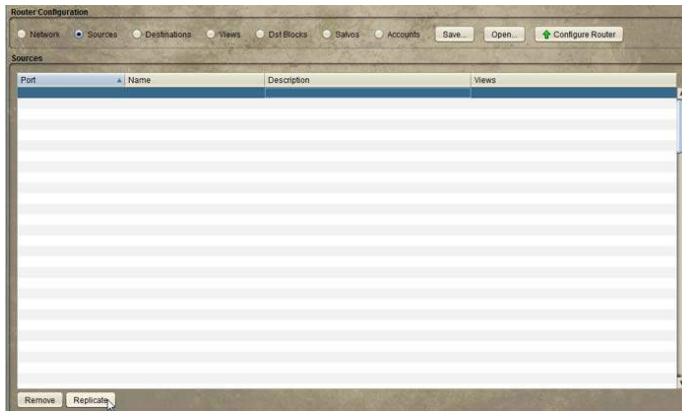 Router Configuration
Network Sources Destinations Views Dst Blocks Salvos Accounts Save... Open... Configure Router
Sources
Port Name Description Views
Remove Replicate